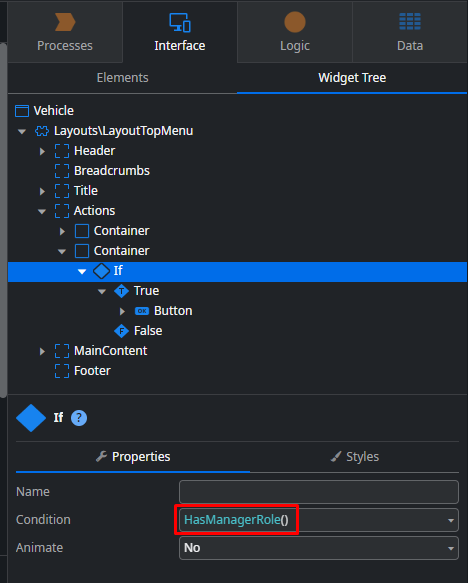 Processes Interface Logic Data
Elements Widget Tree
Vehicle
Layouts\LayoutTopMenu
Header
Breadcrumbs
Title
Actions
Container
Container
If
T True
OK Button
F False
MainContent
Footer
If ?
Properties Styles
Name
Condition HasManagerRole()
Animate No